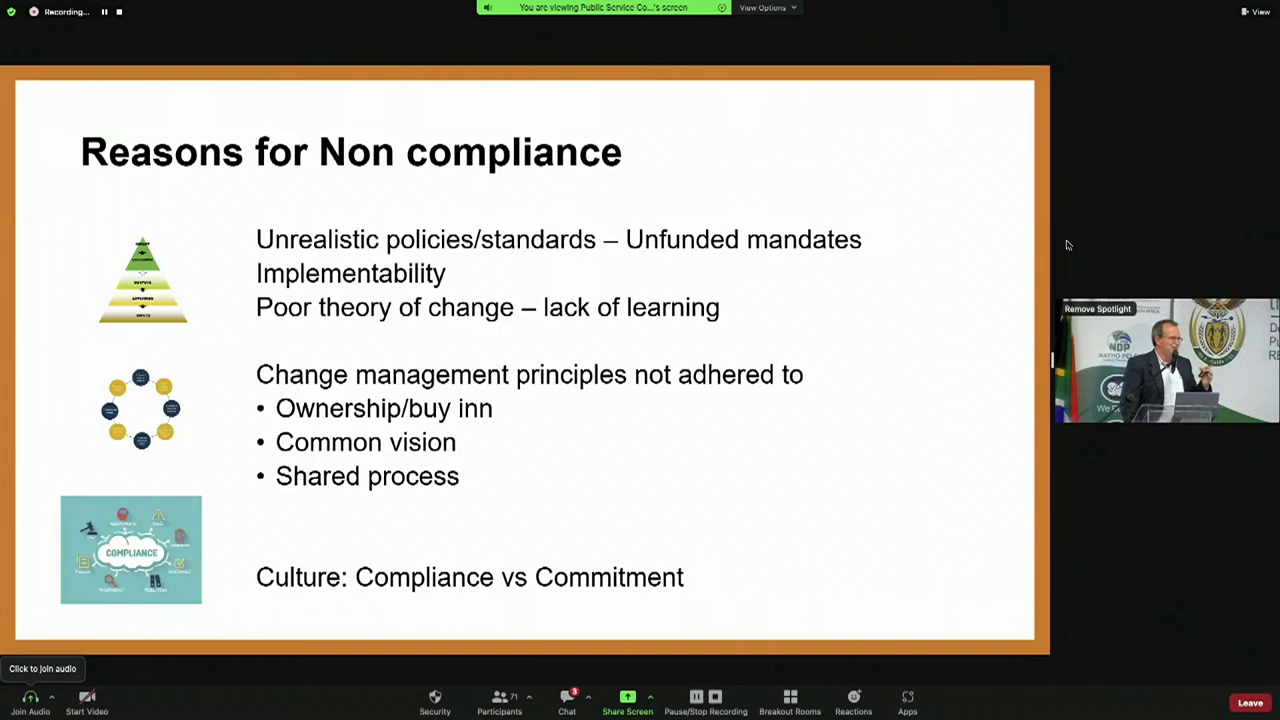 Recording...
You are viewing Public Service Co...'s screen
View Options
View
Reasons for Non compliance
Unrealistic policies/standards – Unfunded mandates
Implementability
Poor theory of change – lack of learning
Change management principles not adhered to
• Ownership/buy inn
• Common vision
• Shared process
COMPLIANCE
Culture: Compliance vs Commitment
Remove Spotlight
NDP
Click to join audio
Join Audio
Start Video
Security
71
Participants
3
Chat
Share Screen
Pause/Stop Recording
Breakout Rooms
Reactions
Apps
Leave